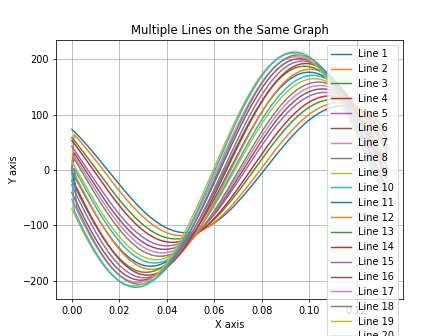 Multiple Lines on the Same Graph
Y axis
200
100
0
−100
−200
0.00
0.02
0.04
0.06
0.08
0.10
X axis
Line 1
Line 2
Line 3
Line 4
Line 5
Line 6
Line 7
Line 8
Line 9
Line 10
Line 11
Line 12
Line 13
Line 14
Line 15
Line 16
Line 17
Line 18
Line 19
Line 20